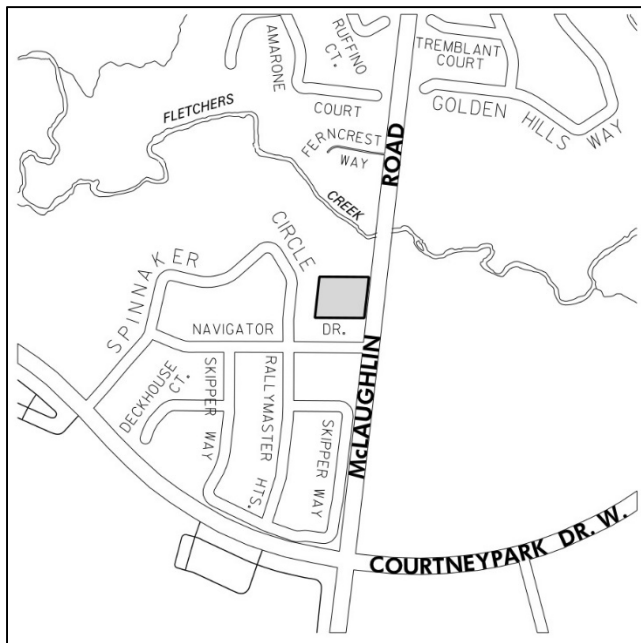 AMARONE
COURT
RUFFINO
CT.
TREMBLANT
COURT
GOLDEN HILLS WAY
FLETCHERS
CREEK
FERNCREST
WAY
ROAD
SPINNAKER
CIRCLE
NAVIGATOR DR.
McLAUGHLIN
DECKHOUSE
CT.
SKIPPER WAY
RALLYMASTER HTS.
SKIPPER WAY
COURTNEYPARK DR. W.